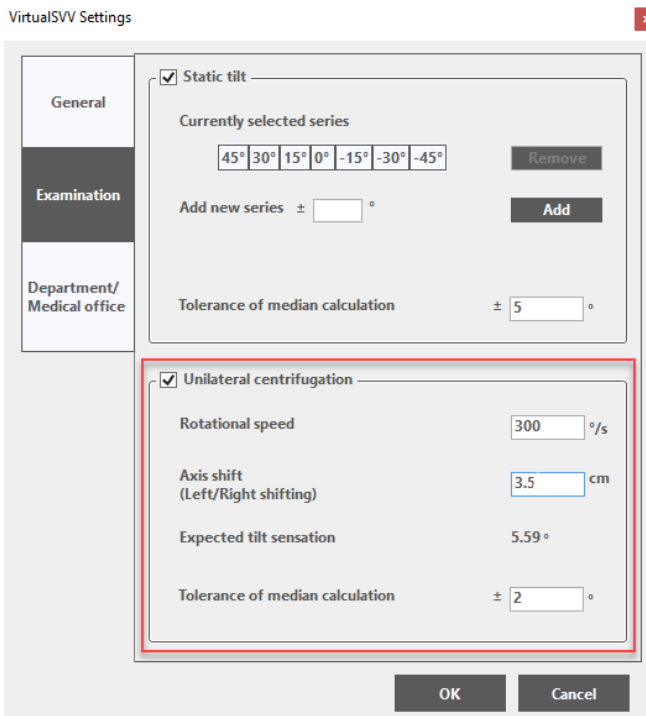 VirtualSVV Settings
General
Examination
Department/
Medical office
Static tilt
Currently selected series
45° 30° 15° 0° -15° -30° -45°
Remove
Add new series ± °
Add
Tolerance of median calculation ± 5 °
Unilateral centrifugation
Rotational speed 300 °/s
Axis shift
(Left/Right shifting) 3.5 cm
Expected tilt sensation 5.59 °
Tolerance of median calculation ± 2 °
OK
Cancel